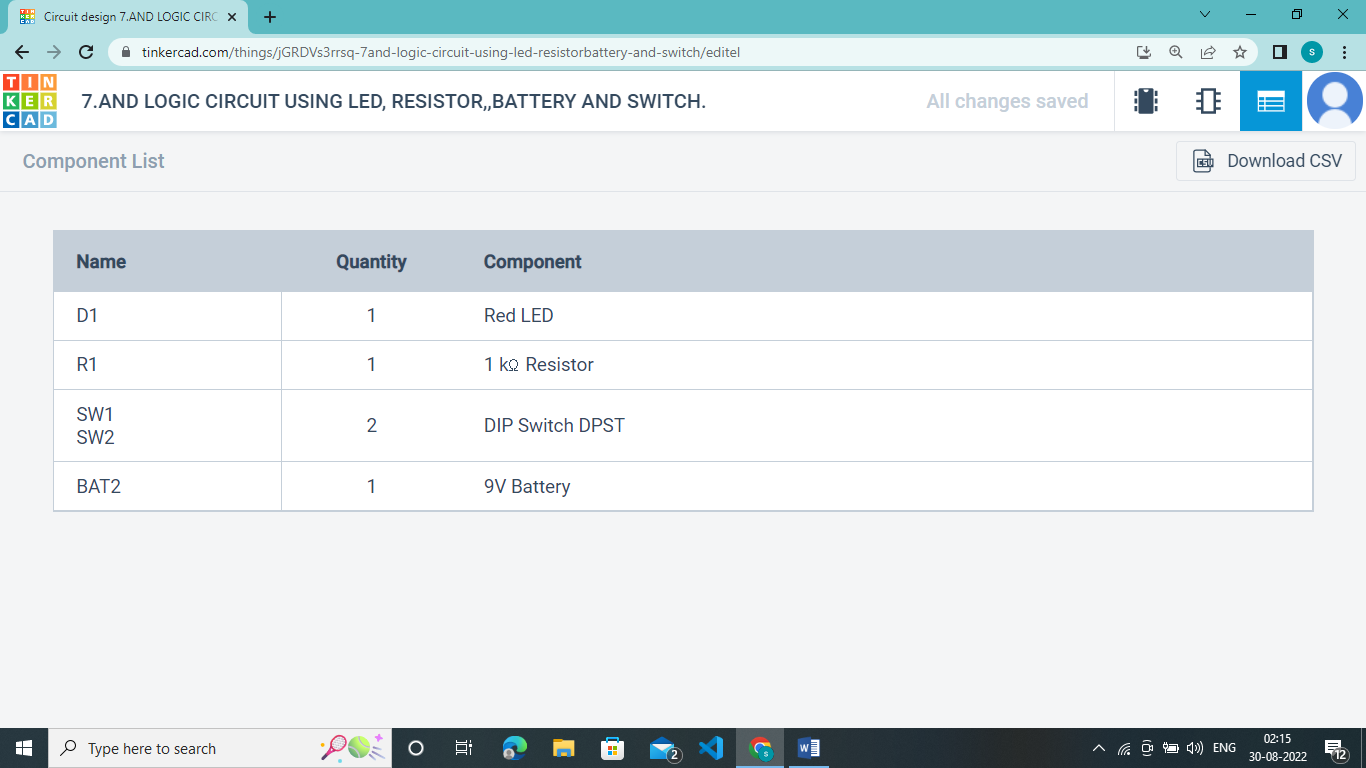 Circuit design 7.AND LOGIC CIRC
tinkercad.com/things/jGRDVs3rrsq-7and-logic-circuit-using-led-resistorbattery-and-switch/editel
S
TIN
KER
CAD
7.AND LOGIC CIRCUIT USING LED, RESISTOR,,BATTERY AND SWITCH.
All changes saved
Component List
CSV
Download CSV
Name Quantity Component
D1 1 Red LED
R1 1 1 kΩ Resistor
SW1
SW2
2 DIP Switch DPST
BAT2 1 9V Battery
Type here to search
2
S
W
ENG
02:15
30-08-2022
12